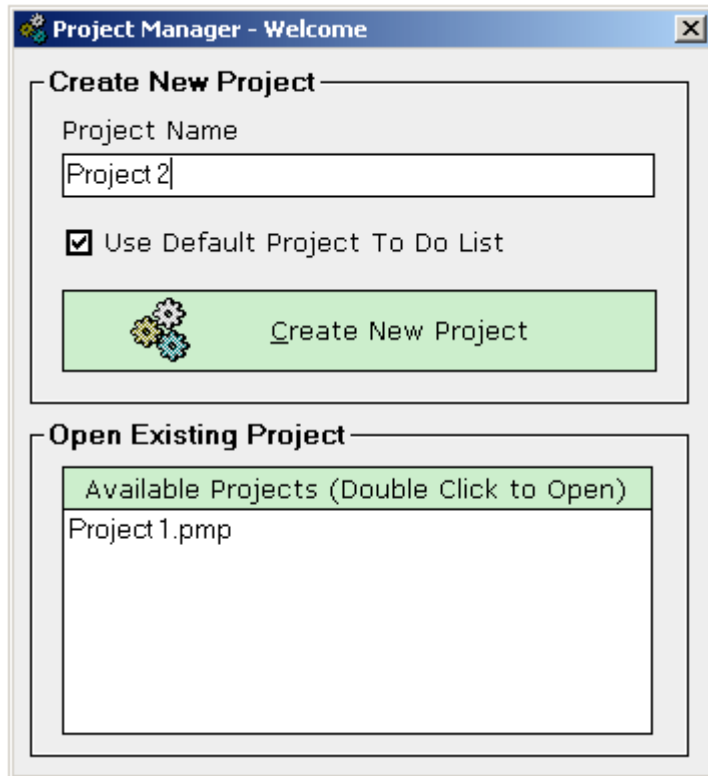 Project Manager - Welcome
Create New Project
Project Name
Project 2
Use Default Project To Do List
Create New Project
Open Existing Project
Available Projects (Double Click to Open)
Project 1.pmp